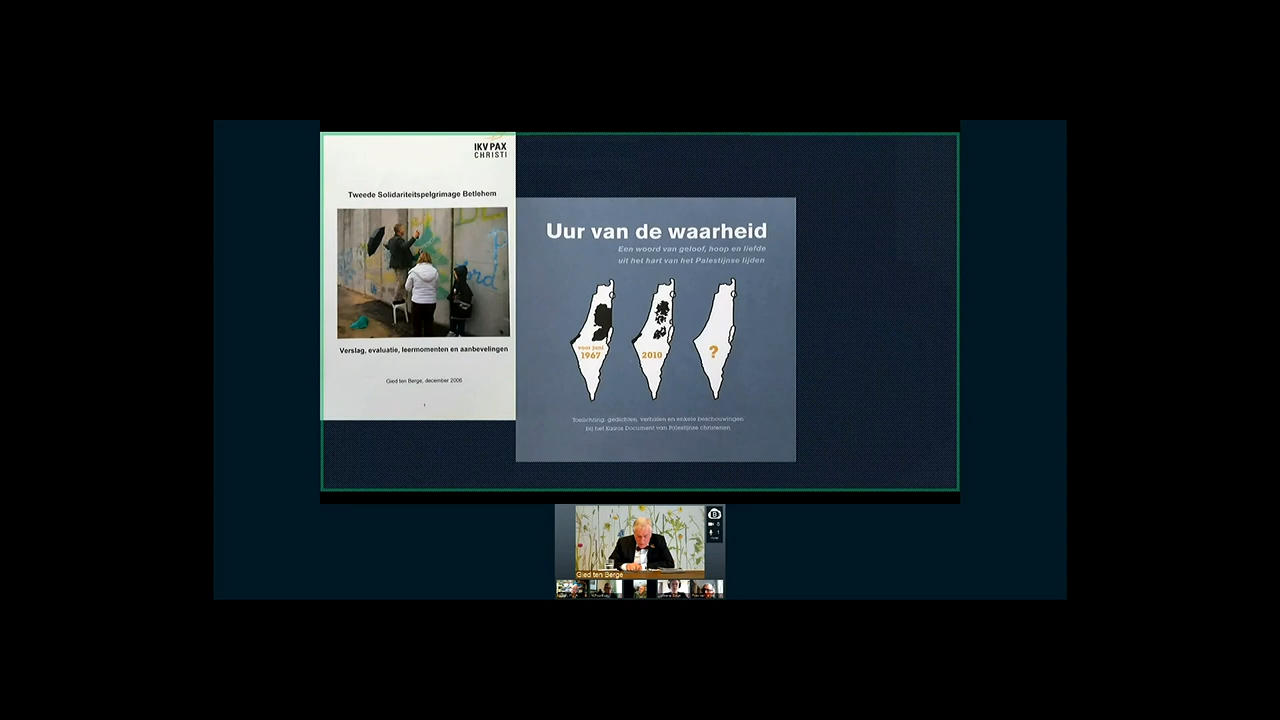 IKV PAX
CHRISTI
Tweede Solidariteitspelgrimage Betlehem
Verslag, evaluatie, leermomenten en aanbevelingen
Gied ten Berge, december 2006
1
Uur van de waarheid
Een woord van geloof, hoop en liefde
uit het hart van het Palestijnse lijden
voor juni
1967
2010
?
Toelichting, gedichten, verhalen en enkele beschouwingen
bij het Kairos Document van Palestijnse christenen
Gied ten Berge